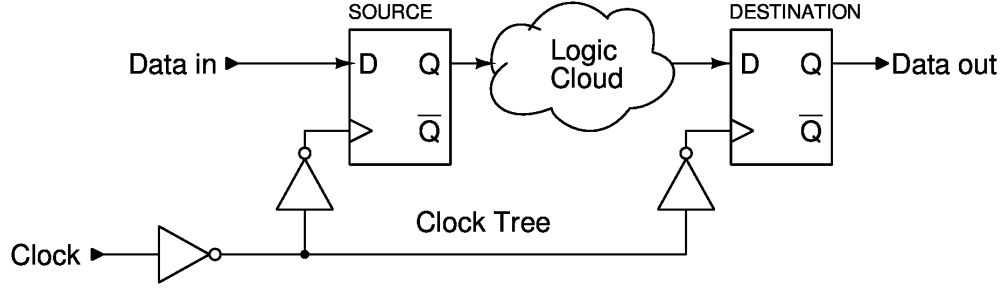 SOURCE
DESTINATION
Data in
D
Q
Logic
Cloud
D
Q
Data out
Q̅
Q̅
Clock Tree
Clock